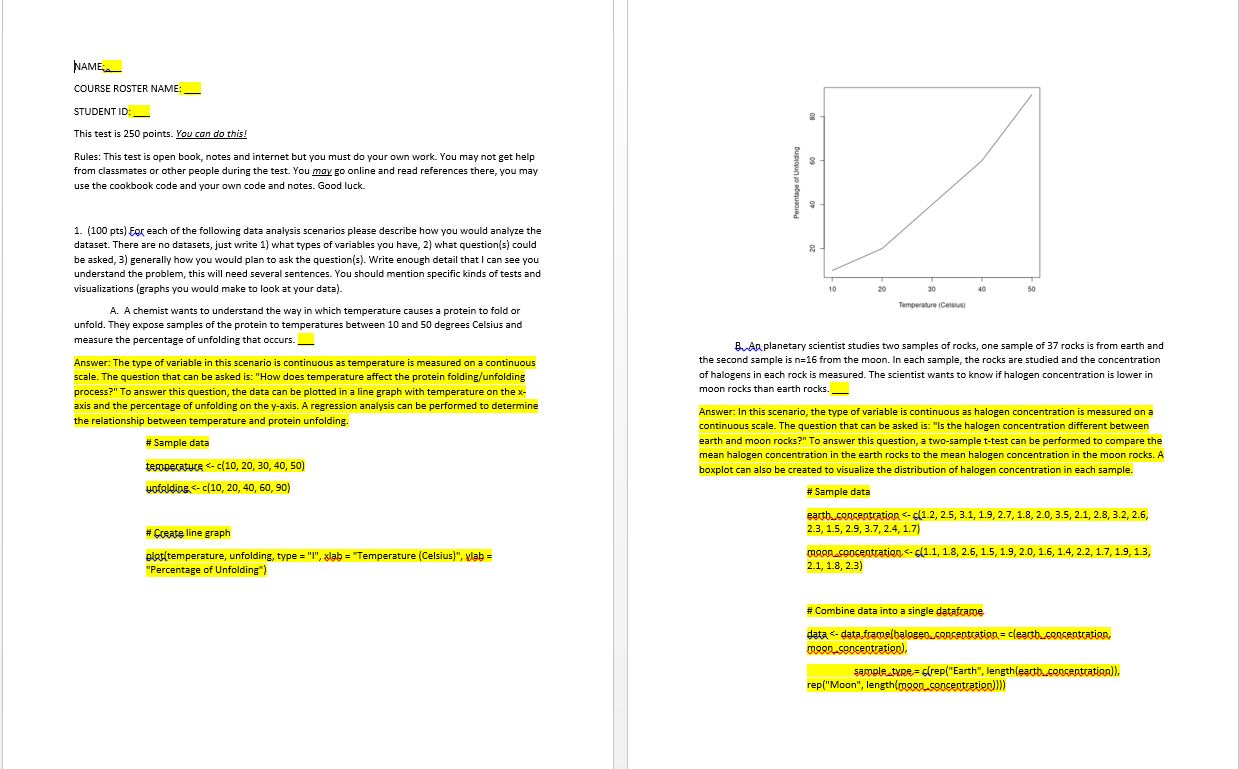 NAME:___
COURSE ROSTER NAME: ___
STUDENT ID: ___
This test is 250 points. You can do this!
Rules: This test is open book, notes and internet but you must do your own work. You may not get help
from classmates or other people during the test. You may go online and read references there, you may
use the cookbook code and your own code and notes. Good luck.
1. (100 pts) For each of the following data analysis scenarios please describe how you would analyze the
dataset. There are no datasets, just write 1) what types of variables you have, 2) what question(s) could
be asked, 3) generally how you would plan to ask the question(s). Write enough detail that I can see you
understand the problem, this will need several sentences. You should mention specific kinds of tests and
visualizations (graphs you would make to look at your data).
A. A chemist wants to understand the way in which temperature causes a protein to fold or
unfold. They expose samples of the protein to temperatures between 10 and 50 degrees Celsius and
measure the percentage of unfolding that occurs. ___
Answer: The type of variable in this scenario is continuous as temperature is measured on a continuous
scale. The question that can be asked is: "How does temperature affect the protein folding/unfolding
process?" To answer this question, the data can be plotted in a line graph with temperature on the x-
axis and the percentage of unfolding on the y-axis. A regression analysis can be performed to determine
the relationship between temperature and protein unfolding.
# Sample data
temperature <- c(10, 20, 30, 40, 50)
unfolding <- c(10, 20, 40, 60, 90)
# Create line graph
plot(temperature, unfolding, type = "l", xlab = "Temperature (Celsius)", ylab =
"Percentage of Unfolding")
Percentage of Unfolding
80
60
40
20
10 20 30 40 50
Temperature (Celsius)
B. An planetary scientist studies two samples of rocks, one sample of 37 rocks is from earth and
the second sample is n=16 from the moon. In each sample, the rocks are studied and the concentration
of halogens in each rock is measured. The scientist wants to know if halogen concentration is lower in
moon rocks than earth rocks. ___
Answer: In this scenario, the type of variable is continuous as halogen concentration is measured on a
continuous scale. The question that can be asked is: "Is the halogen concentration different between
earth and moon rocks?" To answer this question, a two-sample t-test can be performed to compare the
mean halogen concentration in the earth rocks to the mean halogen concentration in the moon rocks. A
boxplot can also be created to visualize the distribution of halogen concentration in each sample.
# Sample data
earth_concentration <- c(1.2, 2.5, 3.1, 1.9, 2.7, 1.8, 2.0, 3.5, 2.1, 2.8, 3.2, 2.6,
2.3, 1.5, 2.9, 3.7, 2.4, 1.7)
moon_concentration <- c(1.1, 1.8, 2.6, 1.5, 1.9, 2.0, 1.6, 1.4, 2.2, 1.7, 1.9, 1.3,
2.1, 1.8, 2.3)
# Combine data into a single dataframe
data <- data.frame(halogen_concentration = c(earth_concentration,
moon_concentration),
sample_type = c(rep("Earth", length(earth_concentration)),
rep("Moon", length(moon_concentration))))